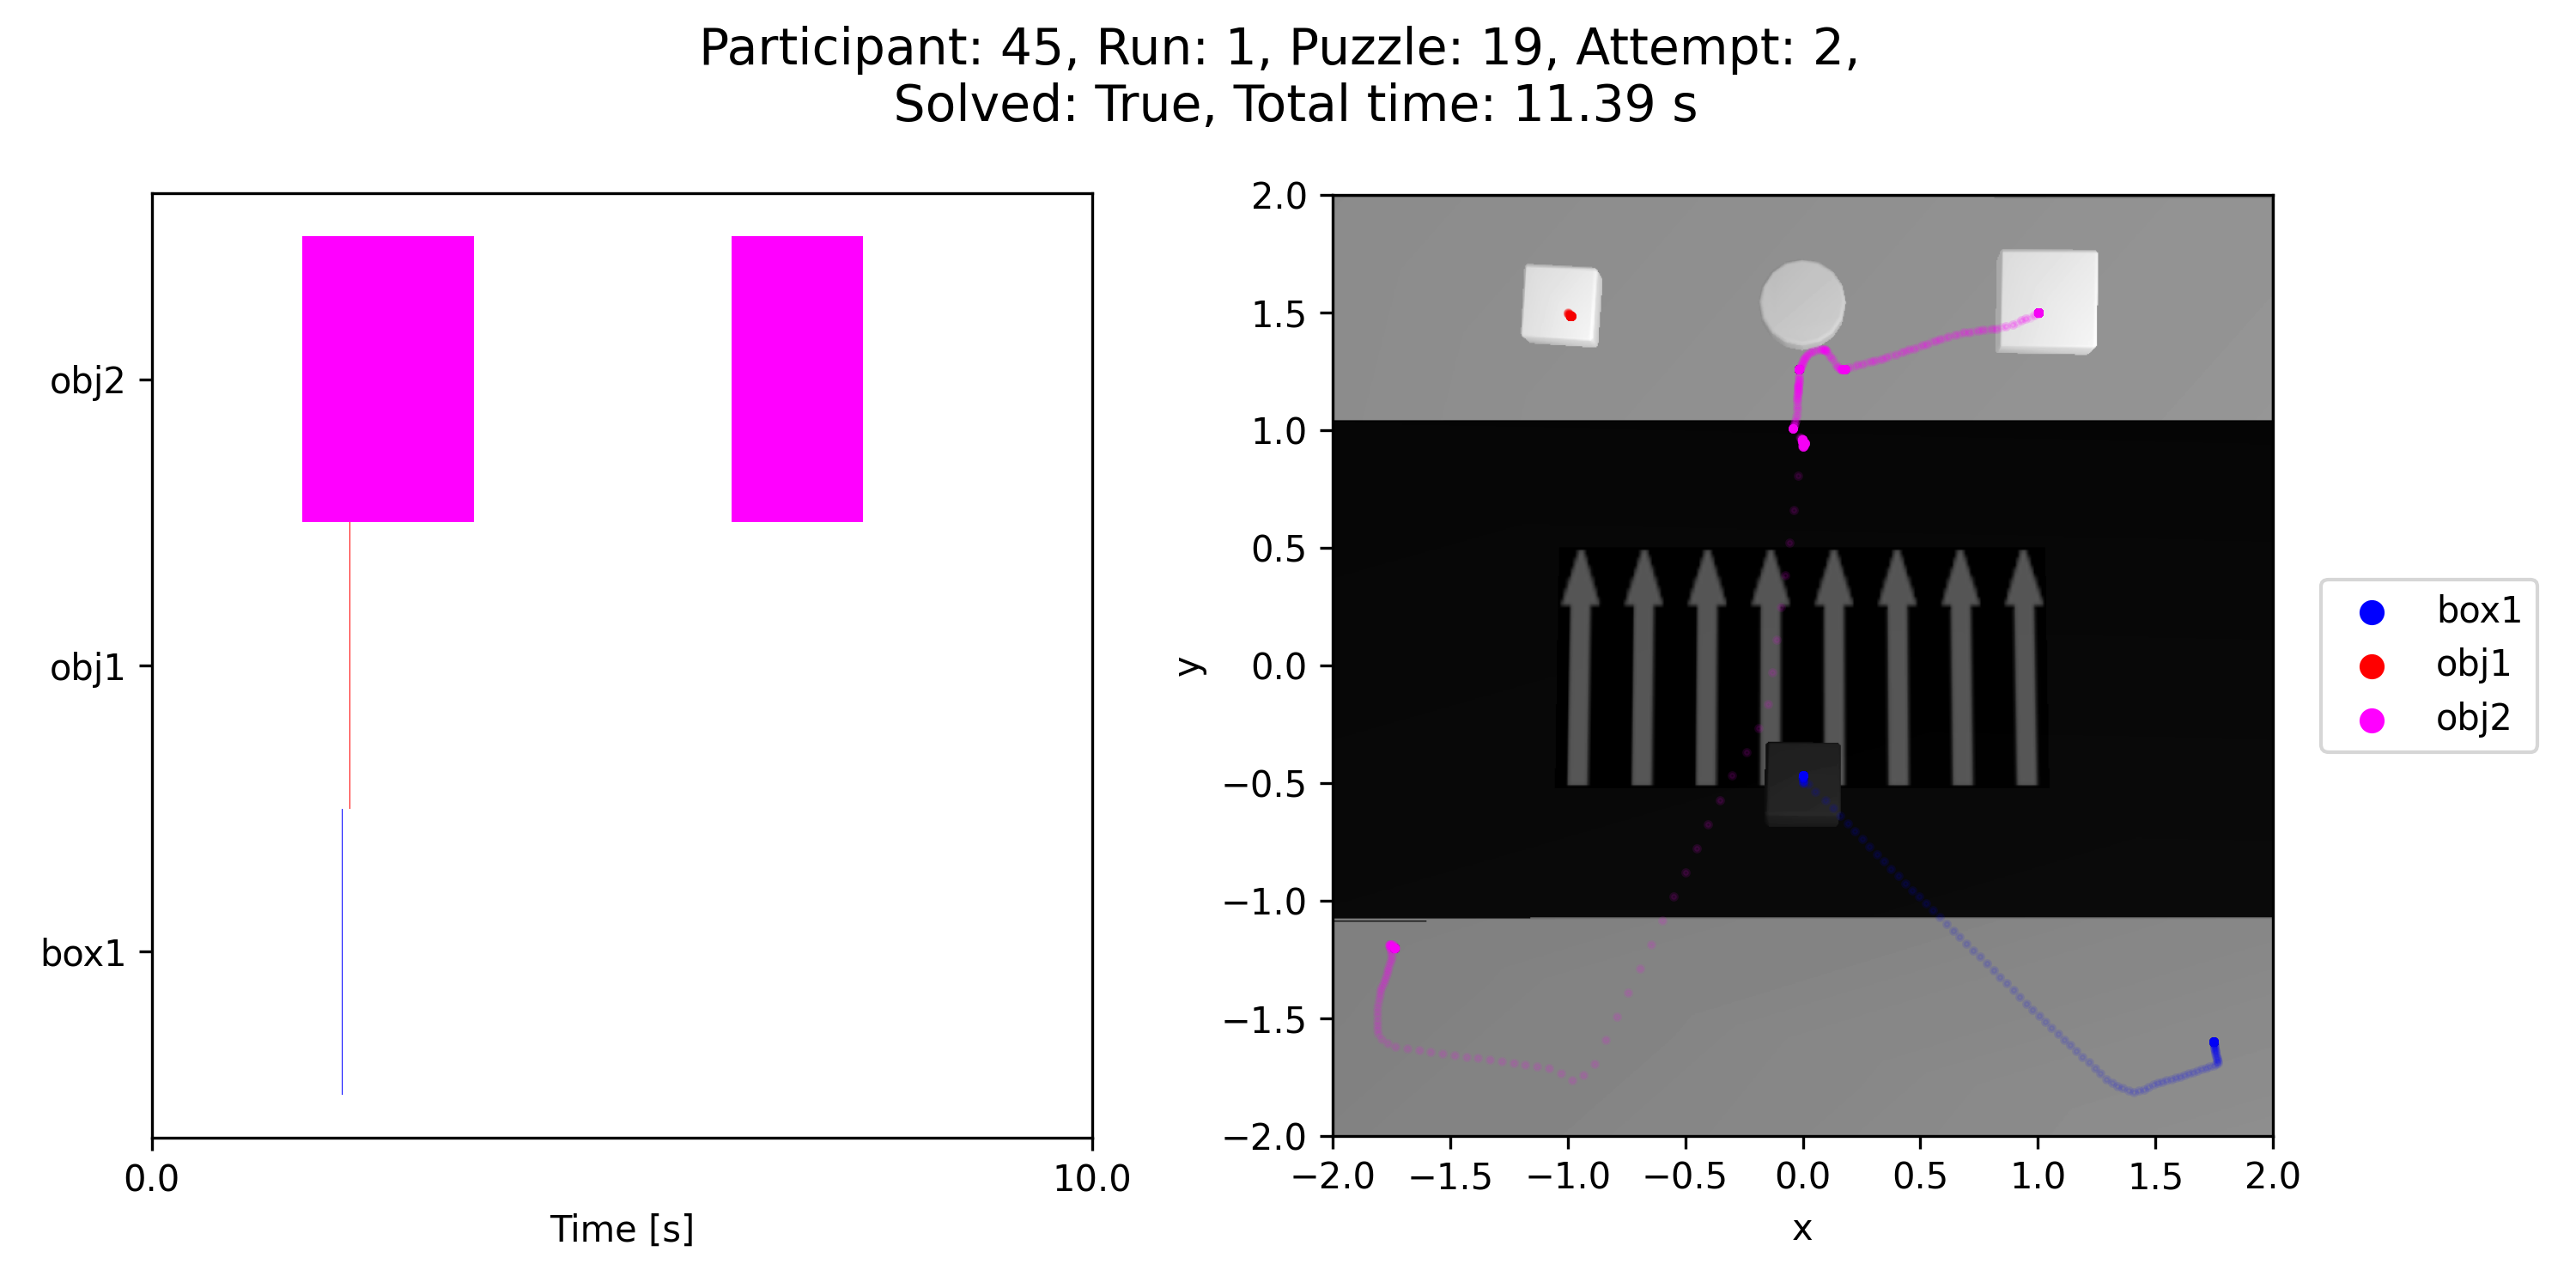 Participant: 45, Run: 1, Puzzle: 19, Attempt: 2,
Solved: True, Total time: 11.39 s
obj2
obj1
box1
0.0 10.0
Time [s]
y
2.0
1.5
1.0
0.5
0.0
−0.5
−1.0
−1.5
−2.0
−2.0 −1.5 −1.0 −0.5 0.0 0.5 1.0 1.5 2.0
x
box1
obj1
obj2